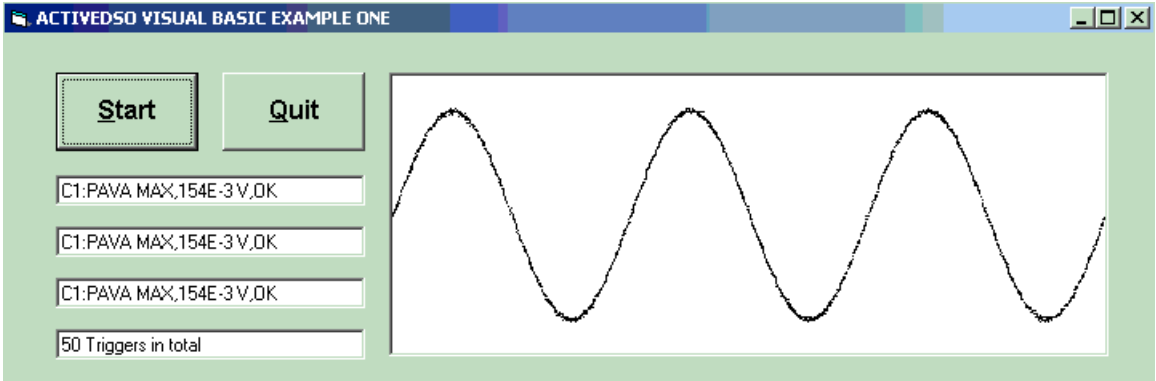 ACTIVEDSO VISUAL BASIC EXAMPLE ONE
Start
Quit
C1:PAVA MAX,154E-3 V,OK
C1:PAVA MAX,154E-3 V,OK
C1:PAVA MAX,154E-3 V,OK
50 Triggers in total